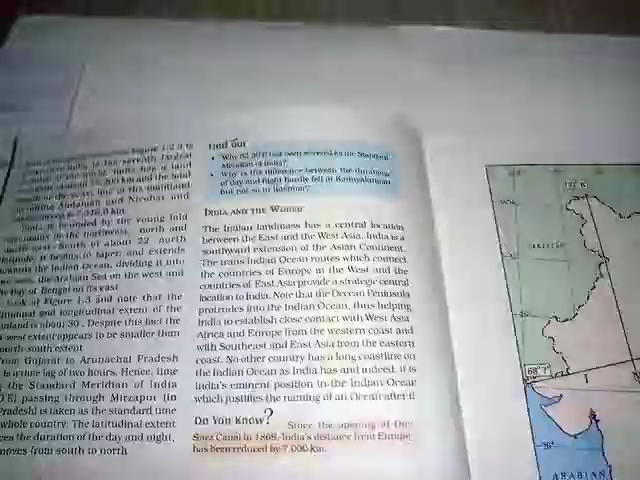 India is bounded by the young fold
north and
South of about 22 north
it begins to taper, and extends
towards the Indian Ocean, dividing it into
seas, the Arabian Sea on the west and
the Bay of Bengal on its east.
Look at Figure 1.3 and note that the
latitudinal and longitudinal extent of the
mainland is about 30. Despite this fact the
east-west extent appears to be smaller than
north-south extent.
From Gujarat to Arunachal Pradesh
is a time lag of two hours. Hence, time
the Standard Meridian of India
E) passing through Mirzapur (in
Pradesh) is taken as the standard time
whole country. The latitudinal extent
the duration of the day and night,
moves from south to north
Find out
• Why 82 30'E has been selected as the Standard
Meridian of India?
• Why is the difference between the durations
of day and night hardly felt at Kanyakumari
but not so in Kashmir?
INDIA AND THE WORLD
The Indian landmass has a central location
between the East and the West Asia. India is a
southward extension of the Asian Continent.
The trans Indian Ocean routes which connect
the countries of Europe in the West and the
countries of East Asia provide a strategic central
location to India. Note that the Deccan Peninsula
protrudes into the Indian Ocean, thus helping
India to establish close contact with West Asia
Africa and Europe from the western coast and
with Southeast and East Asia from the eastern
coast. No other country has a long coastline on
the Indian Ocean as India has and indeed, it is
India's eminent position in the Indian Ocean
which justifies the naming of an Ocean after it
Do You Know? Since the opening of the
Suez Canal in 1869, India's distance from Europe
has been reduced by 7,000 km.
68° 7'
ARABIAN